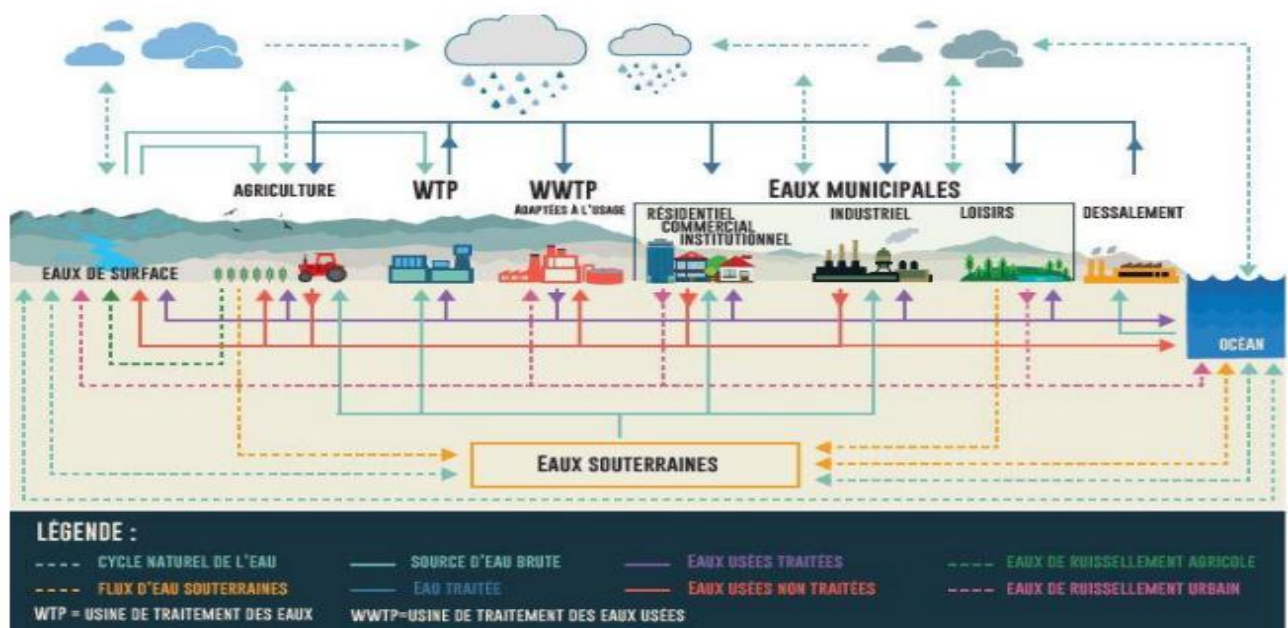 AGRICULTURE
WTP
WWTP
ADAPTÉES À L'USAGE
EAUX MUNICIPALES
RÉSIDENTIEL
COMMERCIAL
INSTITUTIONNEL
INDUSTRIEL
LOISIRS
DESSALEMENT
EAUX DE SURFACE
OCÉAN
EAUX SOUTERRAINES
LÉGENDE :
CYCLE NATUREL DE L'EAU
SOURCE D'EAU BRUTE
EAUX USÉES TRAITÉES
EAUX DE RUISSELLEMENT AGRICOLE
FLUX D'EAU SOUTERRAINES
EAU TRAITÉE
EAUX USÉES NON TRAITÉES
EAUX DE RUISSELLEMENT URBAIN
WTP = USINE DE TRAITEMENT DES EAUX
WWTP=USINE DE TRAITEMENT DES EAUX USÉES